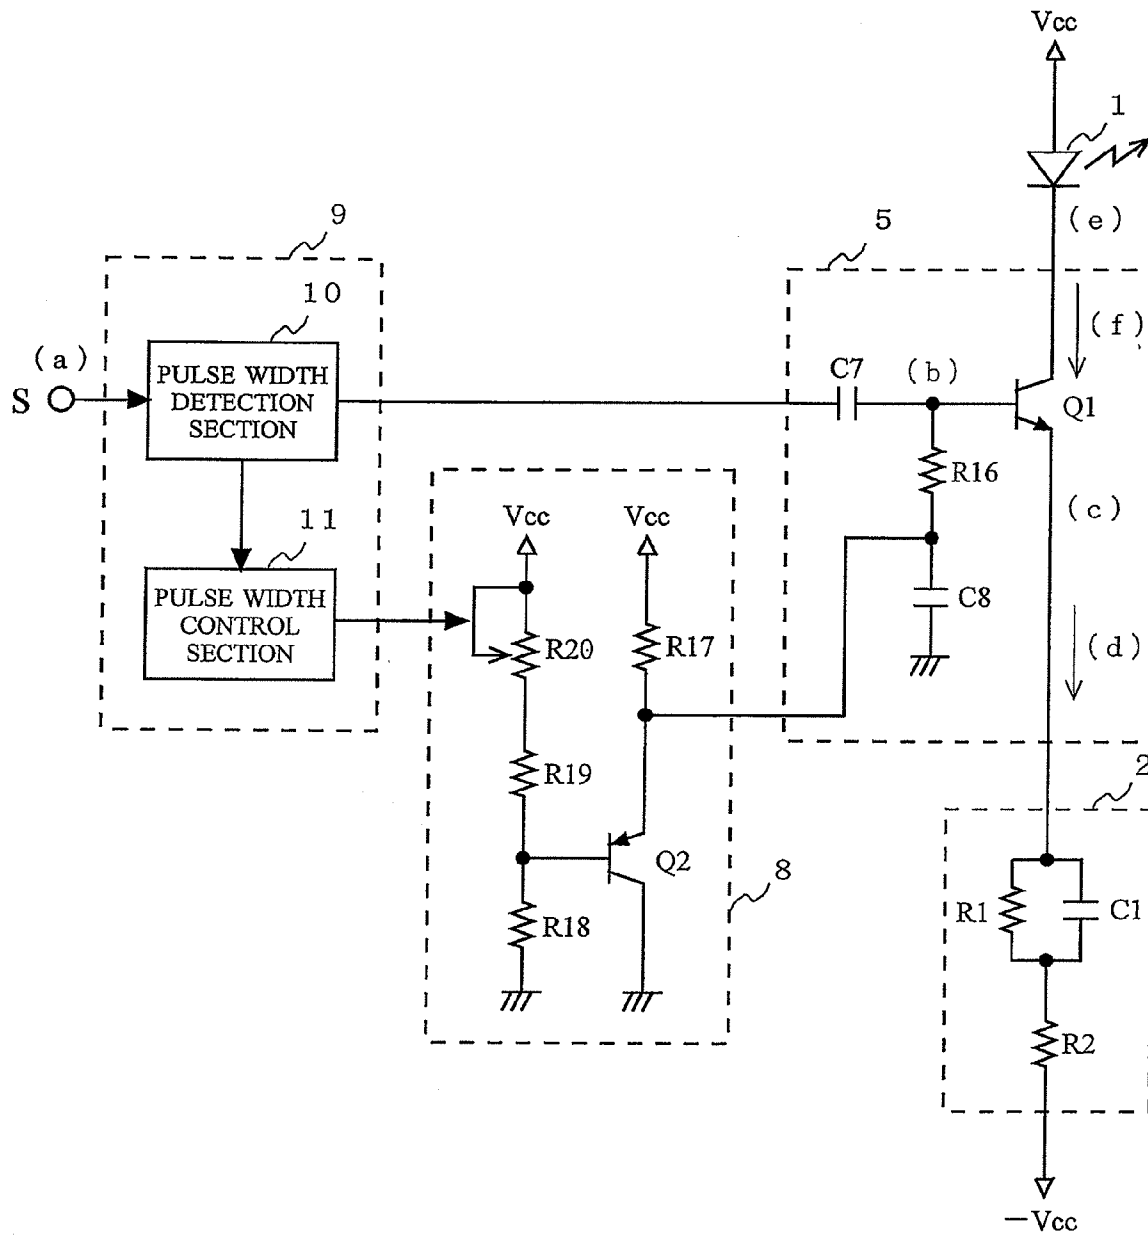 Vcc
1
(e)
9
5
10
(f)
(a)
S
PULSE WIDTH
DETECTION
SECTION
C7
(b)
Q1
R16
(c)
11
Vcc
Vcc
C8
PULSE WIDTH
CONTROL
SECTION
R20
R17
(d)
R19
2
Q2
8
R1
C1
R18
R2
−Vcc